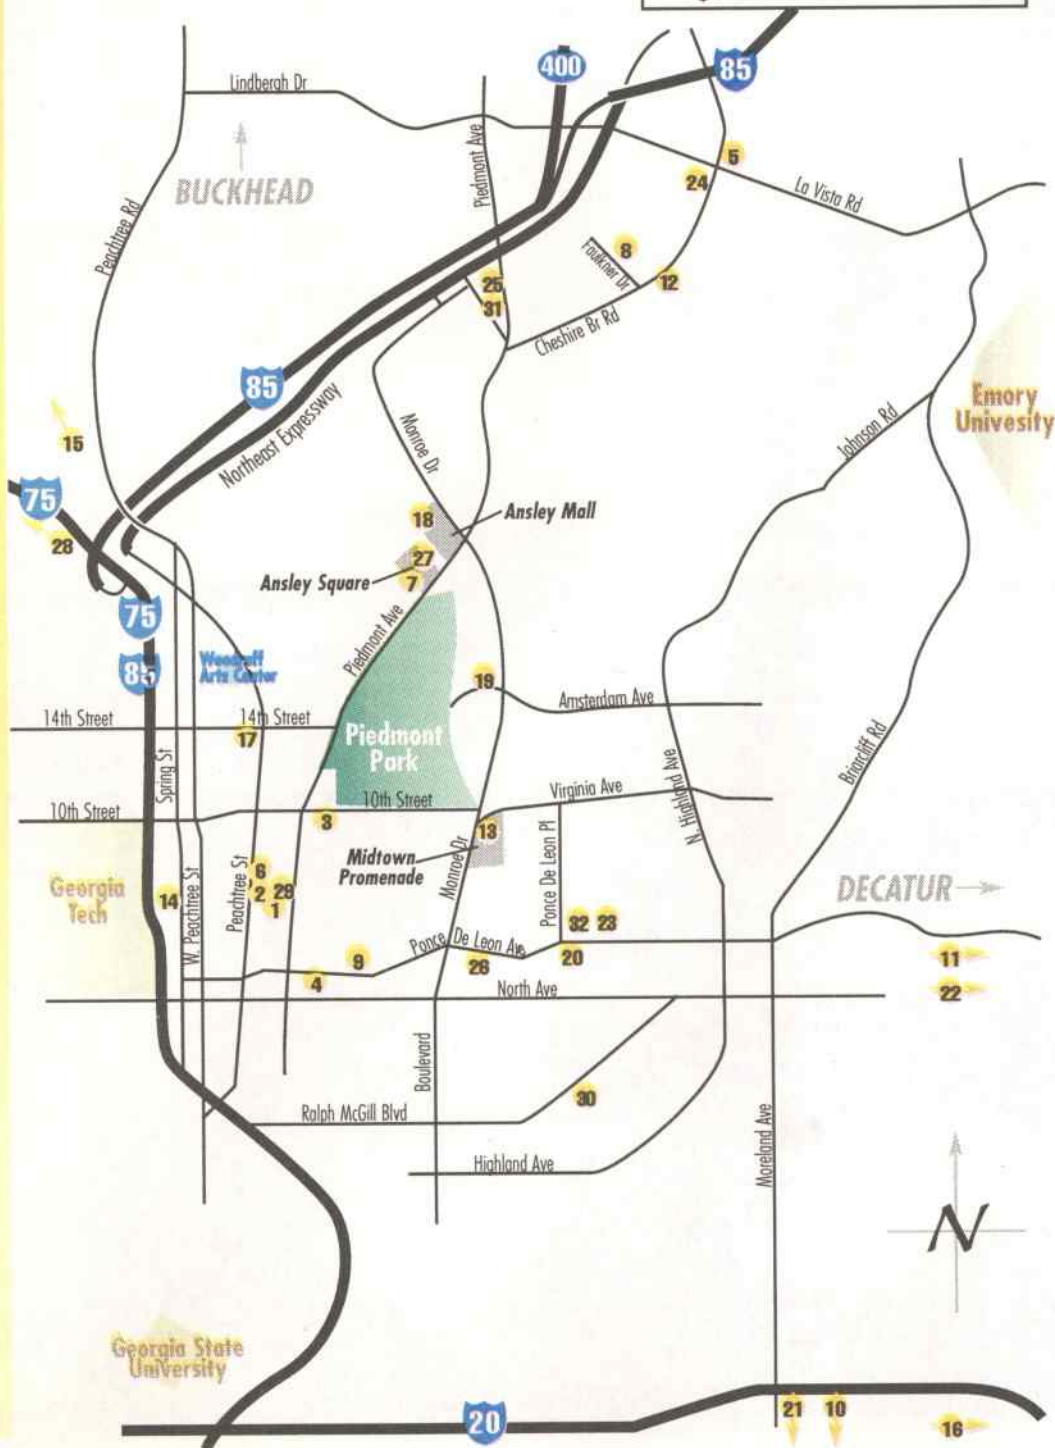 400
85
Lindbergh Dr
Piedmont Ave
5
24
La Vista Rd
BUCKHEAD
Peachtree Rd
8
Faulkner Dr
12
25
31
Cheshire Br Rd
85
Northeast Expressway
Monroe Dr
Johnson Rd
Emory
Univesity
15
75
28
18
Ansley Mall
27
Ansley Square
7
75
85
Piedmont Ave
Woodruff
Arts Center
19
Amsterdam Ave
14th Street
14th Street
17
Piedmont
Park
Spring St
N. Highland Ave
Briarcliff Rd
10th Street
10th Street
Virginia Ave
3
13
Midtown
Promenade
Monroe Dr
Ponce De Leon Pl
Georgia
Tech
14
W. Peachtree St
Peachtree St
6
2
29
1
DECATUR
32
23
Ponce De Leon Ave
9
4
26
20
11
22
North Ave
Boulevard
30
Ralph McGill Blvd
Highland Ave
Moreland Ave
N
Georgia State
University
20
21
10
16